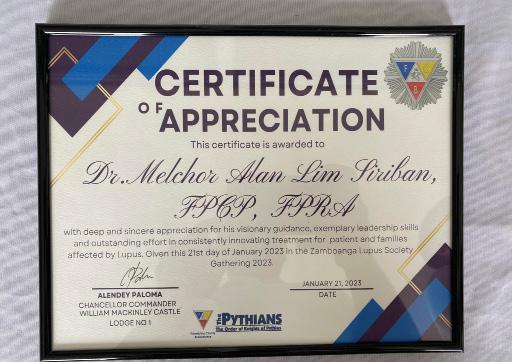 CERTIFICATE
OF APPRECIATION
This certificate is awarded to
Dr. Melchor Alan Lim Siriban,
FPCP, FPRA
with deep and sincere appreciation for his visionary guidance, exemplary leadership skills
and outstanding effort in consistently innovating treatment for patient and families
affected by Lupus. Given this 21st day of January 2023 in the Zamboanga Lupus Society
Gathering 2023.
ALENDEY PALOMA
CHANCELLOR COMMANDER
WILLIAM MACKINLEY CASTLE
LODGE NO 1
JANUARY 21, 2023
DATE
The PYTHIANS
The Order of Knights of Pythias